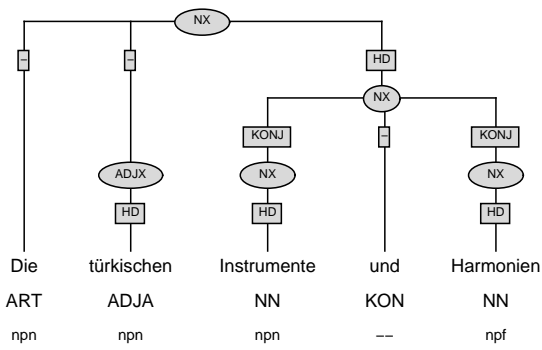 NX
– – HD
NX
KONJ – KONJ
ADJX NX NX
HD HD HD
Die türkischen Instrumente und Harmonien
ART ADJA NN KON NN
npn npn npn –– npf